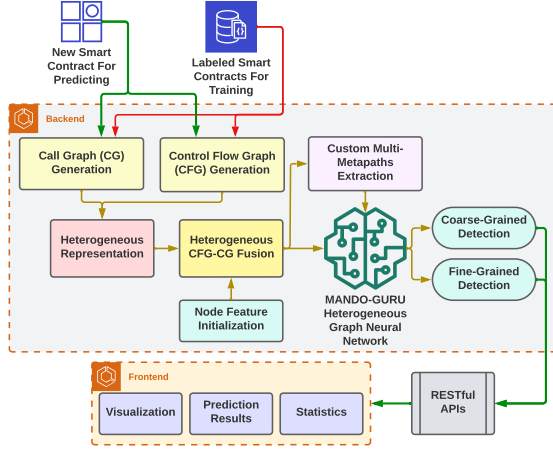 New Smart
Contract For
Predicting
Labeled Smart
Contracts For
Training
Backend
Call Graph (CG)
Generation
Control Flow Graph
(CFG) Generation
Custom Multi-
Metapaths
Extraction
Heterogeneous
Representation
Heterogeneous
CFG-CG Fusion
Coarse-Grained
Detection
Fine-Grained
Detection
Node Feature
Initialization
MANDO-GURU
Heterogeneous
Graph Neural
Network
Frontend
Visualization
Prediction
Results
Statistics
RESTful
APIs